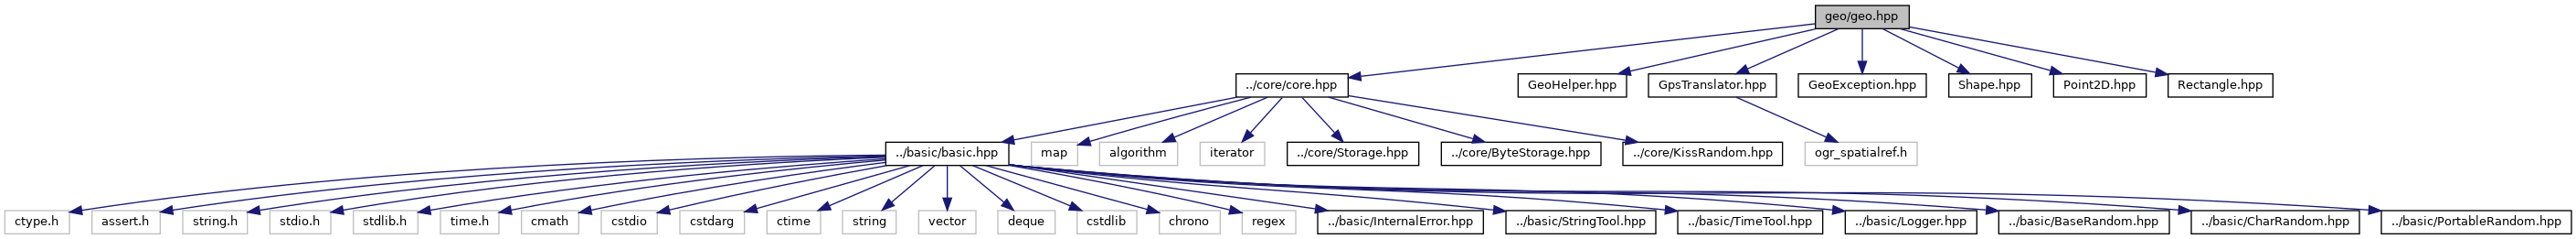 geo/geo.hpp
../core/core.hpp
GeoHelper.hpp
GpsTranslator.hpp
GeoException.hpp
Shape.hpp
Point2D.hpp
Rectangle.hpp
../basic/basic.hpp
map
algorithm
iterator
../core/Storage.hpp
../core/ByteStorage.hpp
../core/KissRandom.hpp
ogr_spatialref.h
ctype.h
assert.h
string.h
stdio.h
stdlib.h
time.h
cmath
cstdio
cstdarg
ctime
string
vector
deque
cstdlib
chrono
regex
../basic/InternalError.hpp
../basic/StringTool.hpp
../basic/TimeTool.hpp
../basic/Logger.hpp
../basic/BaseRandom.hpp
../basic/CharRandom.hpp
../basic/PortableRandom.hpp